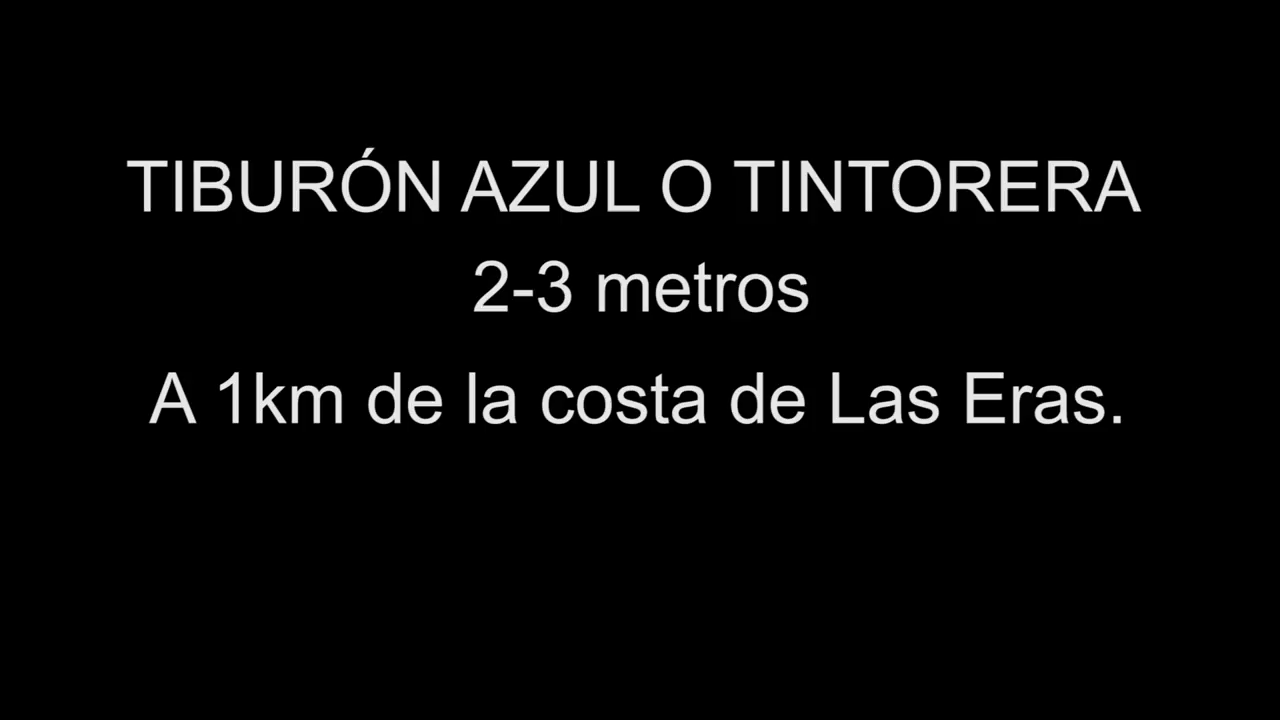 TIBURÓN AZUL O TINTORERA
2-3 metros
A 1km de la costa de Las Eras.